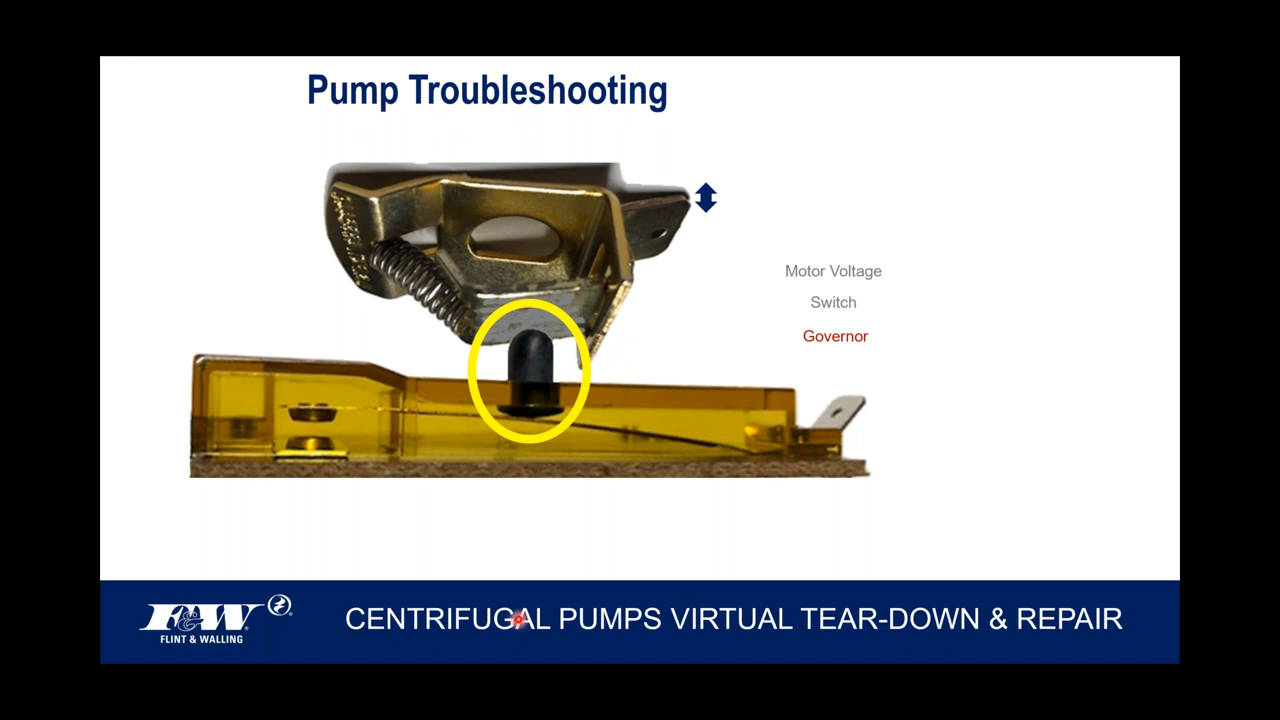 Pump Troubleshooting
Motor Voltage
Switch
Governor
F&W
FLINT & WALLING
CENTRIFUGAL PUMPS VIRTUAL TEAR-DOWN & REPAIR